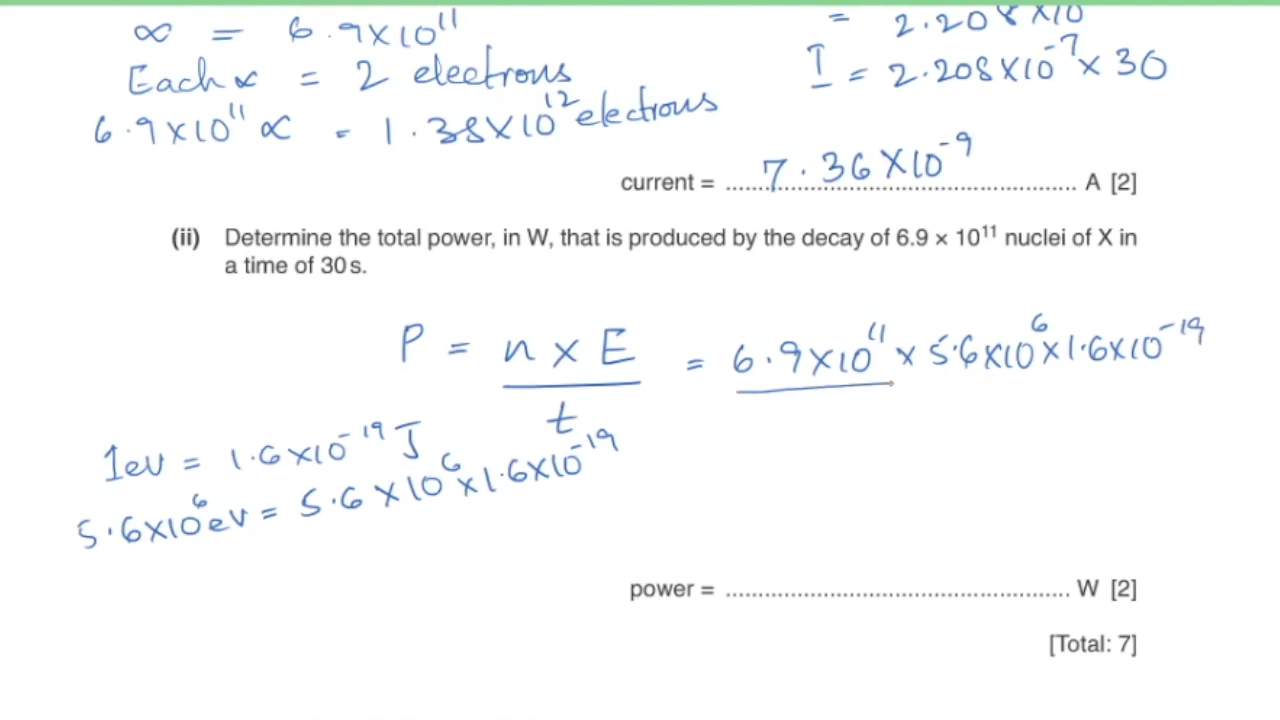 ∝ = 6.9×10¹¹
= 2.208×10
Each ∝ = 2 electrons
I = 2.208×10⁻⁷ × 30
6.9×10¹¹ ∝ = 1.38×10¹² electrons
current = 7.36×10⁻⁹ A [2]
(ii) Determine the total power, in W, that is produced by the decay of 6.9 × 10¹¹ nuclei of X in
a time of 30 s.
P = n × E / t = 6.9×10¹¹ × 5.6×10⁶ × 1.6×10⁻¹⁹
1ev = 1.6×10⁻¹⁹ J
5.6×10⁶ ev = 5.6×10⁶ × 1.6×10⁻¹⁹
power = ........................................................ W [2]
[Total: 7]